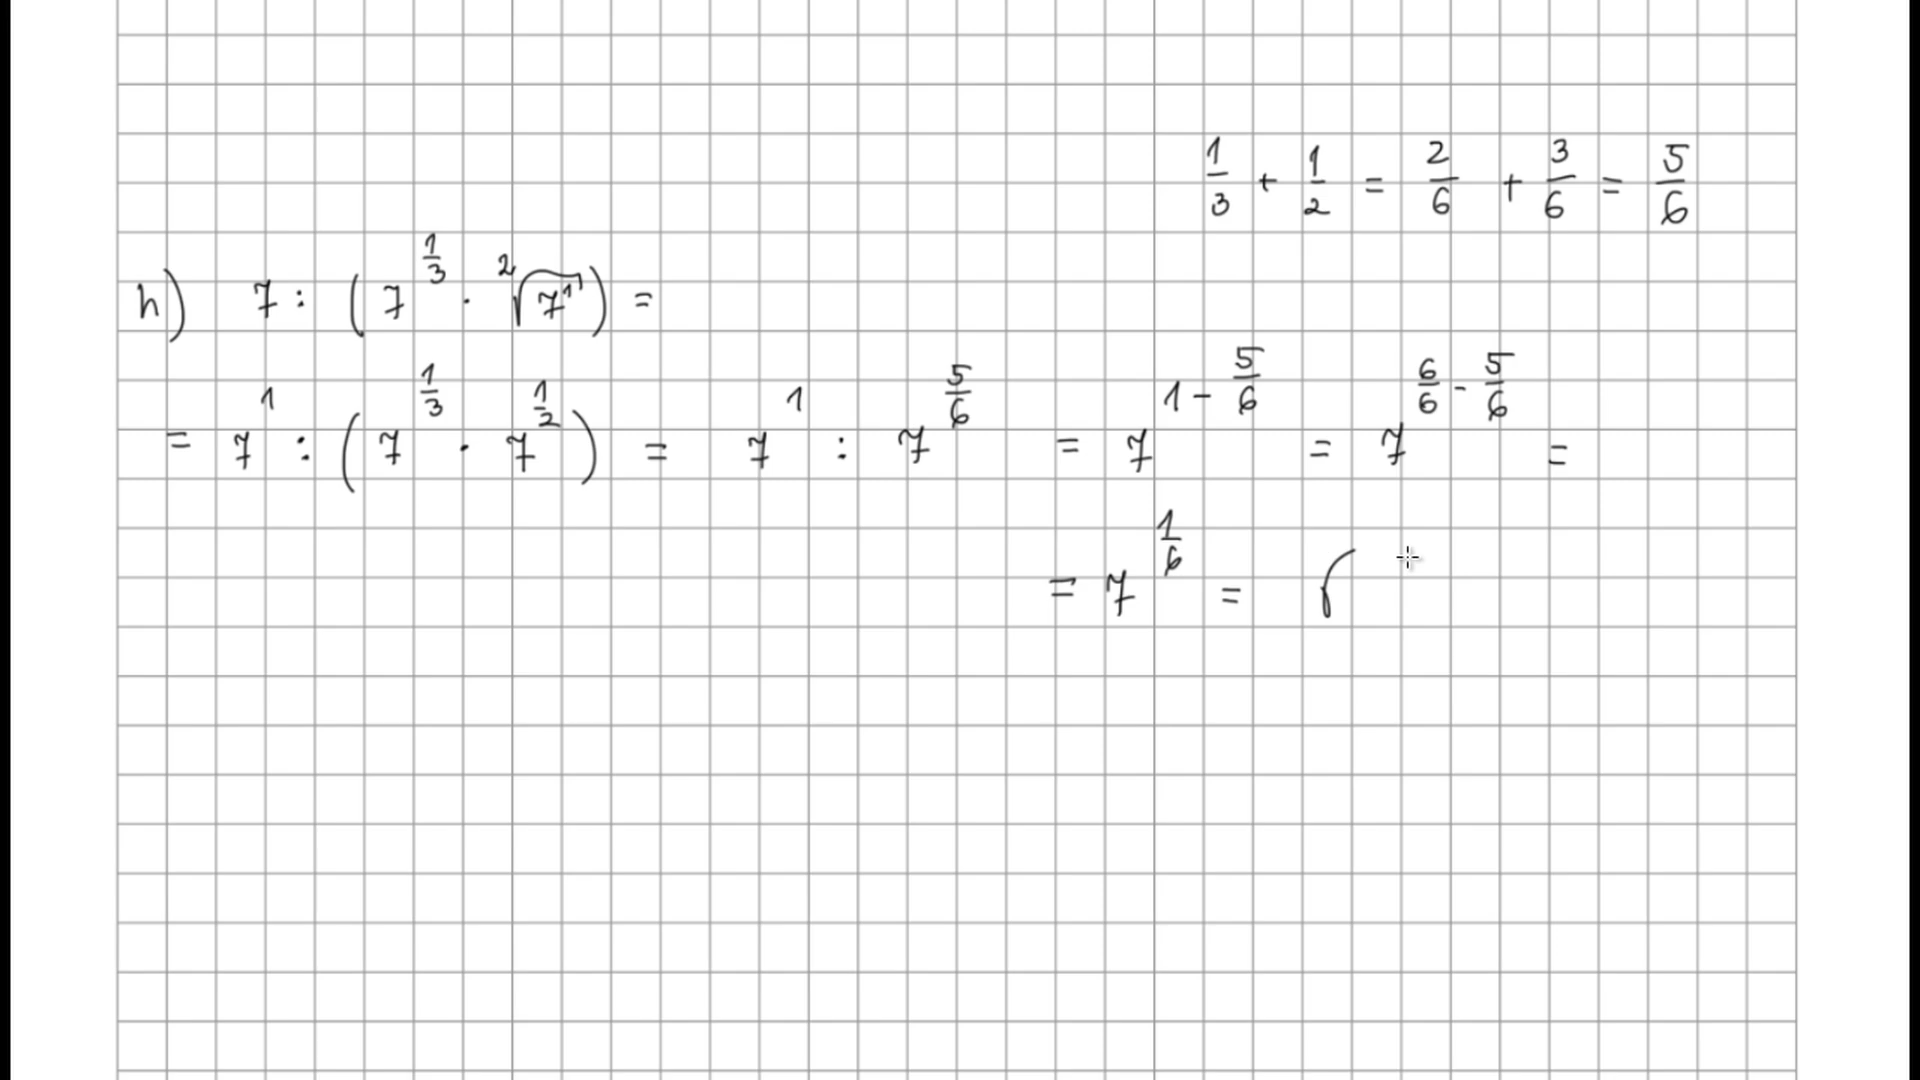 1/3 + 1/2 = 2/6 + 3/6 = 5/6
h) 7 : (7^(1/3) · ²√(7¹)) =
= 7¹ : (7^(1/3) · 7^(1/2)) = 7¹ : 7^(5/6) = 7^(1 - 5/6) = 7^(6/6 - 5/6) =
= 7^(1/6) = √